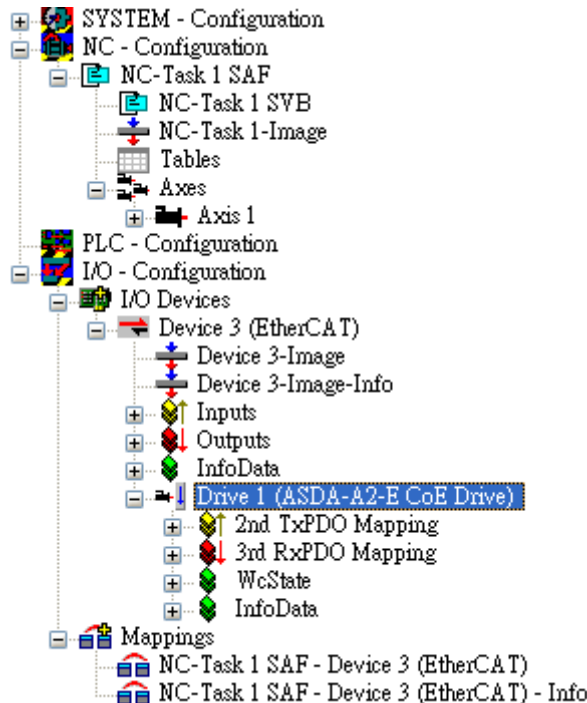 SYSTEM - Configuration
NC - Configuration
NC-Task 1 SAF
NC-Task 1 SVB
NC-Task 1-Image
Tables
Axes
Axis 1
PLC - Configuration
I/O - Configuration
I/O Devices
Device 3 (EtherCAT)
Device 3-Image
Device 3-Image-Info
Inputs
Outputs
InfoData
Drive 1 (ASDA-A2-E CoE Drive)
2nd TxPDO Mapping
3rd RxPDO Mapping
WcState
InfoData
Mappings
NC-Task 1 SAF - Device 3 (EtherCAT)
NC-Task 1 SAF - Device 3 (EtherCAT) - Info